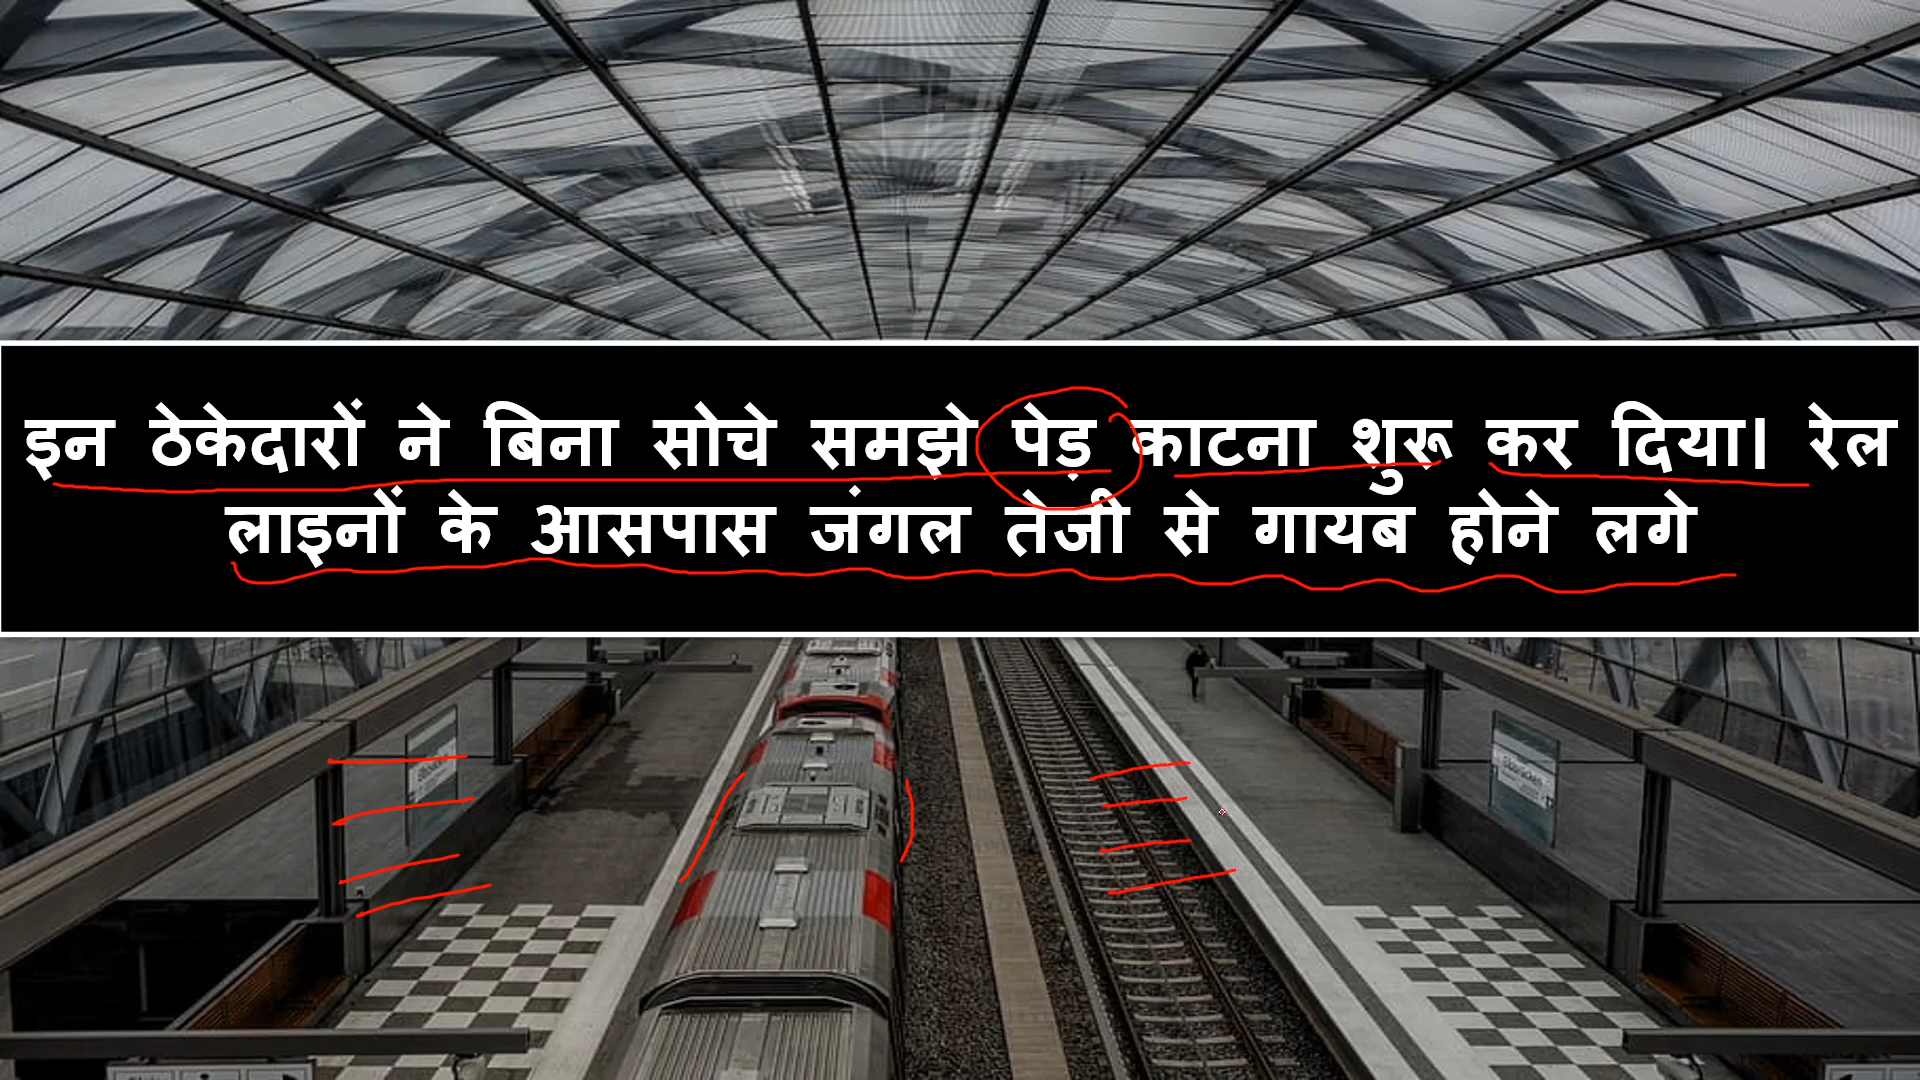 इन ठेकेदारों ने बिना सोचे समझे पेड़ काटना शुरू कर दिया। रेल
लाइनों के आसपास जंगल तेजी से गायब होने लगे